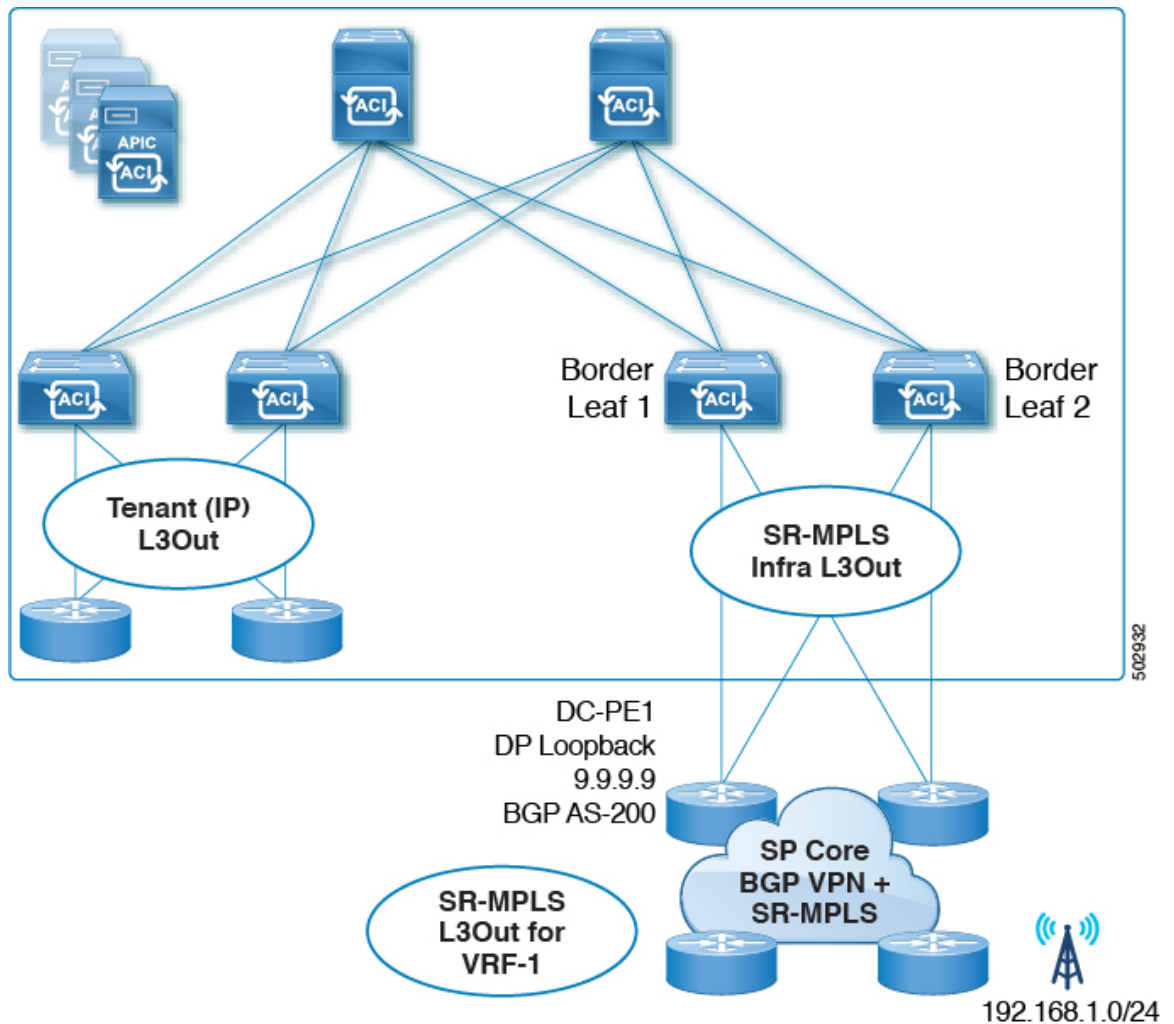 ACI
ACI
A
A
APIC
ACI
ACI
ACI
Border
Leaf 1
ACI
ACI
Border
Leaf 2
Tenant (IP)
L3Out
SR-MPLS
Infra L3Out
502932
DC-PE1
DP Loopback
9.9.9.9
BGP AS-200
SP Core
BGP VPN +
SR-MPLS
SR-MPLS
L3Out for
VRF-1
192.168.1.0/24